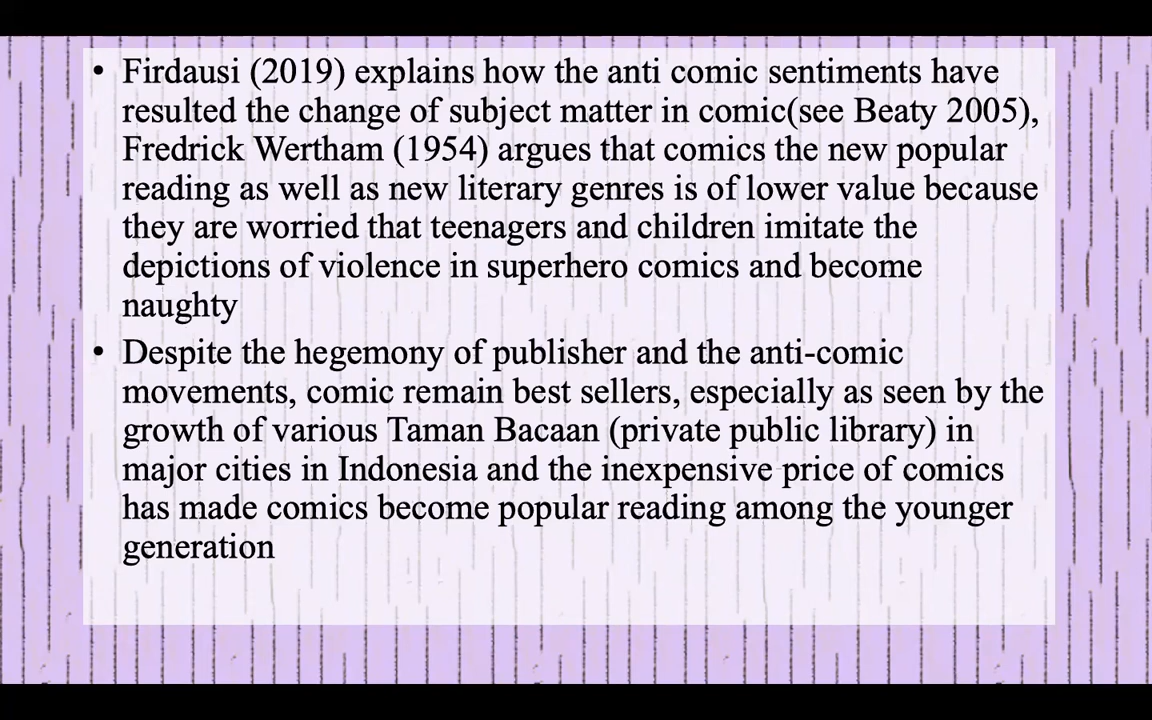 • Firdausi (2019) explains how the anti comic sentiments have
resulted the change of subject matter in comic(see Beaty 2005),
Fredrick Wertham (1954) argues that comics the new popular
reading as well as new literary genres is of lower value because
they are worried that teenagers and children imitate the
depictions of violence in superhero comics and become
naughty
• Despite the hegemony of publisher and the anti-comic
movements, comic remain best sellers, especially as seen by the
growth of various Taman Bacaan (private public library) in
major cities in Indonesia and the inexpensive price of comics
has made comics become popular reading among the younger
generation